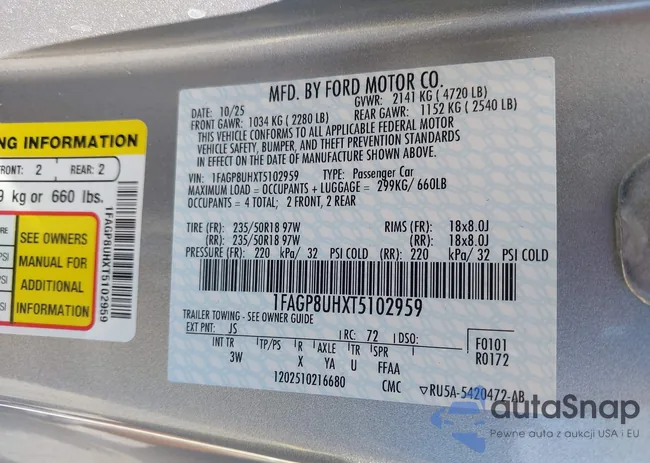 NG INFORMATION
FRONT: 2 REAR: 2
9 kg or 660 lbs.
SEE OWNERS
MANUAL FOR
ADDITIONAL
INFORMATION
1FAGP8UHXT5102959
MFD. BY FORD MOTOR CO.
DATE: 10/25 GVWR: 2141 KG ( 4720 LB)
FRONT GAWR: 1034 KG ( 2280 LB) REAR GAWR: 1152 KG ( 2540 LB)
THIS VEHICLE CONFORMS TO ALL APPLICABLE FEDERAL MOTOR
VEHICLE SAFETY, BUMPER, AND THEFT PREVENTION STANDARDS
IN EFFECT ON THE DATE OF MANUFACTURE SHOWN ABOVE.
VIN: 1FAGP8UHXT5102959 TYPE: Passenger Car
MAXIMUM LOAD = OCCUPANTS + LUGGAGE = 299KG/ 660LB
OCCUPANTS = 4 TOTAL; 2 FRONT, 2 REAR
TIRE (FR): 235/50R18 97W RIMS (FR): 18x8.0J
(RR): 235/50R18 97W (RR): 18x8.0J
PRESSURE (FR): 220 kPa/ 32 PSI COLD (RR): 220 kPa/ 32 PSI COLD
1FAGP8UHXT5102959
TRAILER TOWING - SEE OWNER GUIDE
EXT PNT: JS RC: 72 DSO: F0101
INT TR TP/PS R AXLE TR SPR R0172
3W X YA U FFAA
1202510216680 CMC RU5A-5420472-AB
autoSnap
Pewne auto z aukcji USA i EU